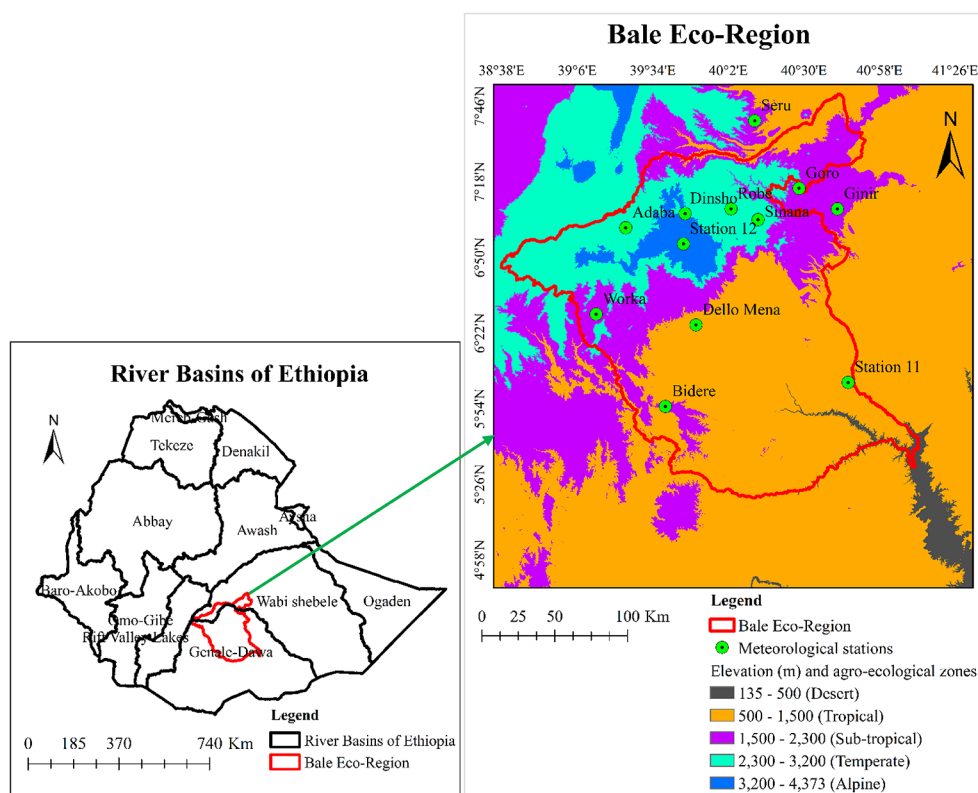 Bale Eco-Region
38°38'E 39°6'E 39°34'E 40°2'E 40°30'E 40°58'E 41°26'E
7°46'N
7°18'N
6°50'N
6°22'N
5°54'N
5°26'N
4°58'N
N
Seru
Goro
Ginir
Dinsho
Robe
Sinana
Adaba
Station 12
Worka
Dello Mena
Station 11
Bidere
0 25 50 100 Km
Legend
Bale Eco-Region
Meteorological stations
Elevation (m) and agro-ecological zones
135 - 500 (Desert)
500 - 1,500 (Tropical)
1,500 - 2,300 (Sub-tropical)
2,300 - 3,200 (Temperate)
3,200 - 4,373 (Alpine)
River Basins of Ethiopia
N
Mereb-Gash
Tekeze
Denakil
Abbay
Aysha
Awash
Baro-Akobo
Wabi shebele
Ogaden
Omo-Gibe
Rift Valley Lakes
Genale-Dawa
Legend
River Basins of Ethiopia
Bale Eco-Region
0 185 370 740 Km